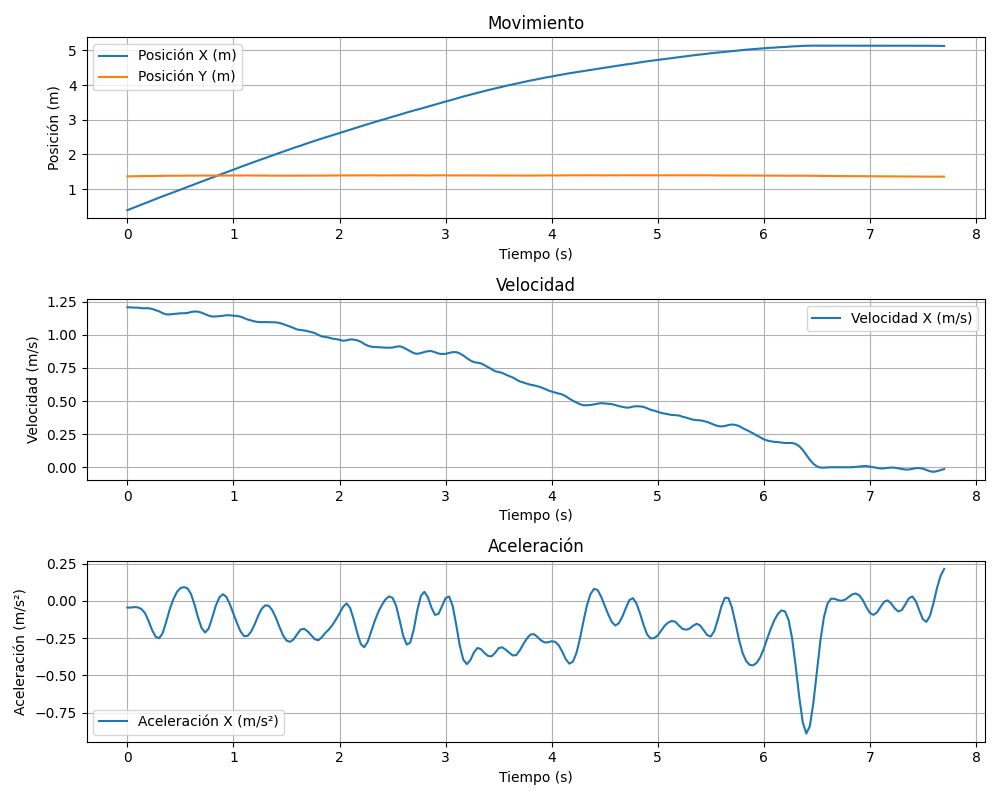 Movimiento
Posición (m)
5
4
3
2
1
Posición X (m)
Posición Y (m)
0 1 2 3 4 5 6 7 8
Tiempo (s)
Velocidad
Velocidad (m/s)
1.25
1.00
0.75
0.50
0.25
0.00
Velocidad X (m/s)
0 1 2 3 4 5 6 7 8
Tiempo (s)
Aceleración
Aceleración (m/s²)
0.25
0.00
−0.25
−0.50
−0.75
Aceleración X (m/s²)
0 1 2 3 4 5 6 7 8
Tiempo (s)